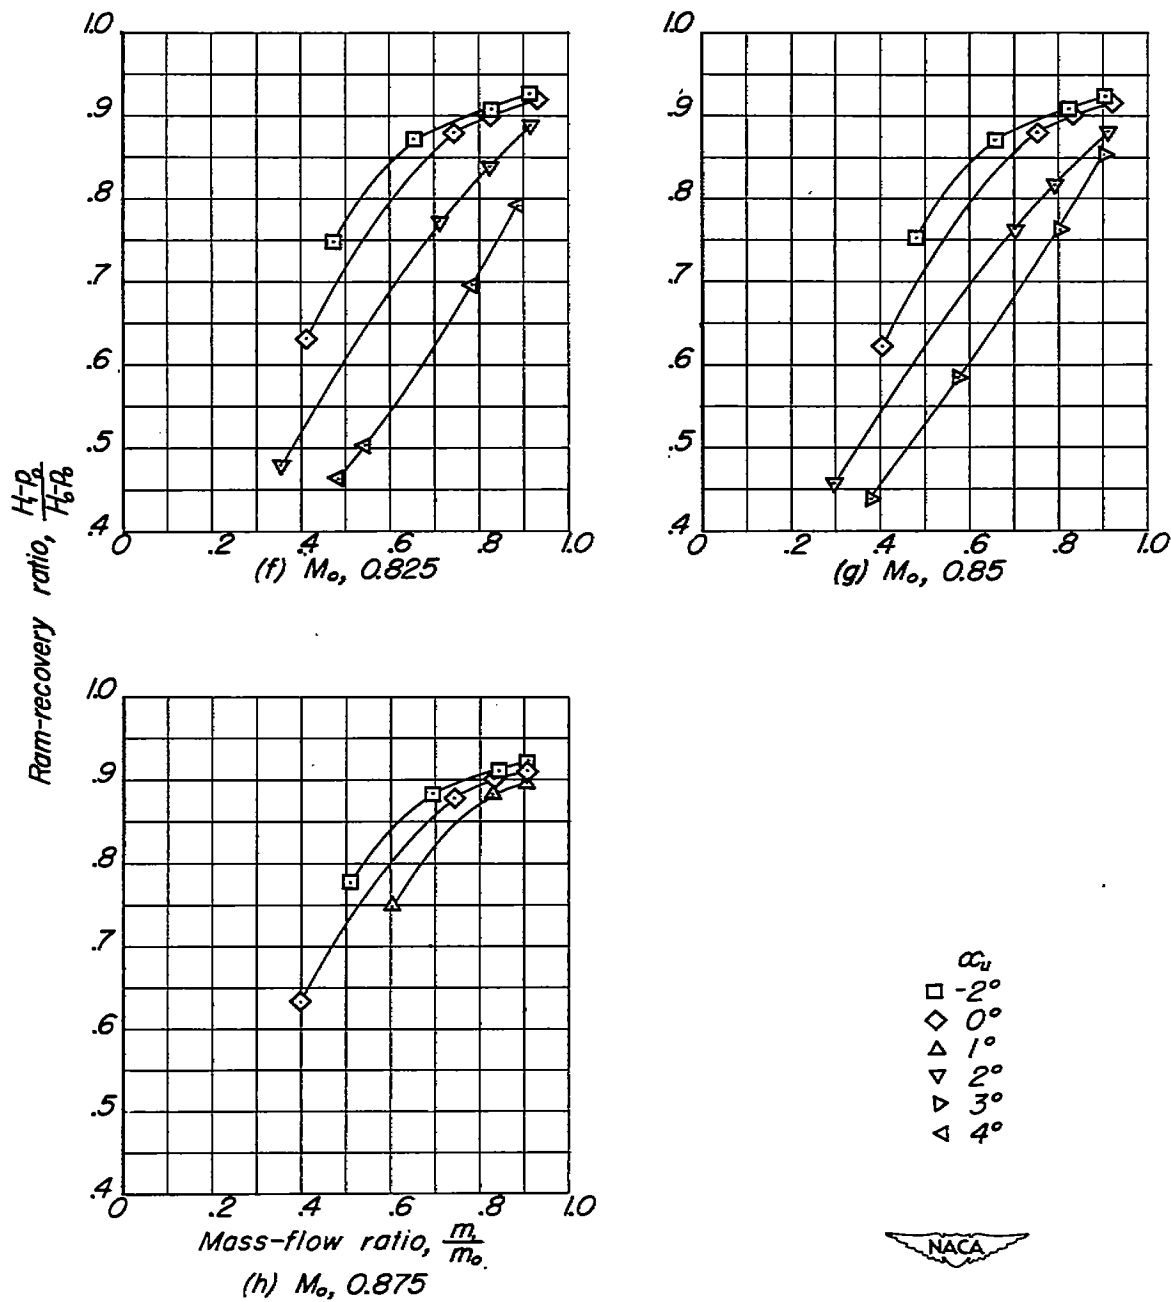 1.0
.9
.8
.7
.6
.5
.4
0 .2 .4 .6 .8 1.0
(f) M₀, 0.825
1.0
.9
.8
.7
.6
.5
.4
0 .2 .4 .6 .8 1.0
(g) M₀, 0.85
Ram-recovery ratio, H₁-p₀/H₀-p₀
1.0
.9
.8
.7
.6
.5
.4
0 .2 .4 .6 .8 1.0
Mass-flow ratio, m₁/m₀
(h) M₀, 0.875
αᵤ
-2°
0°
1°
2°
3°
4°
NACA